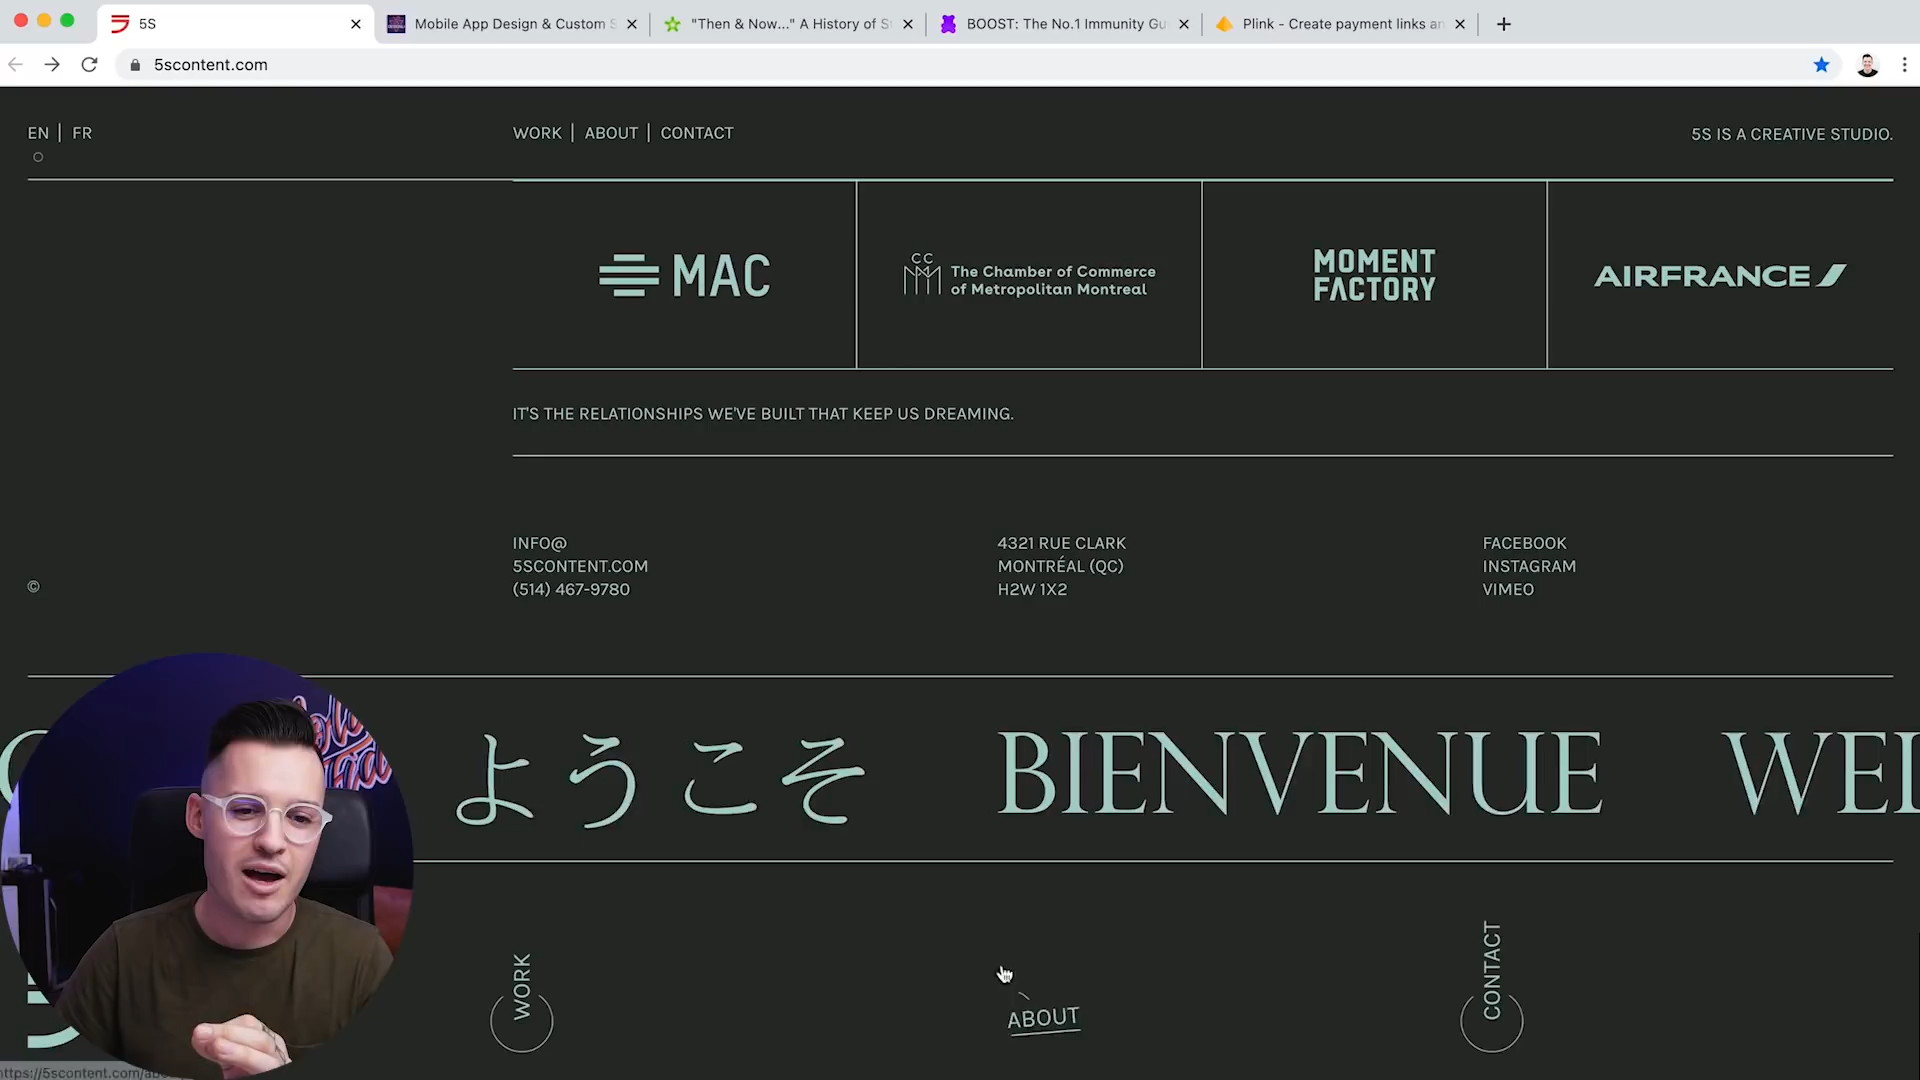 5S
Mobile App Design & Custom S
"Then & Now..." A History of S
BOOST: The No.1 Immunity Gu
Plink - Create payment links an
5scontent.com
EN | FR
WORK | ABOUT | CONTACT
5S IS A CREATIVE STUDIO.
MAC
CC
The Chamber of Commerce
of Metropolitan Montreal
MOMENT
FACTORY
AIRFRANCE
IT'S THE RELATIONSHIPS WE'VE BUILT THAT KEEP US DREAMING.
INFO@
5SCONTENT.COM
(514) 467-9780
4321 RUE CLARK
MONTRÉAL (QC)
H2W 1X2
FACEBOOK
INSTAGRAM
VIMEO
©
ようこそ
BIENVENUE
WEL
WORK
ABOUT
CONTACT
https://5scontent.com/ab